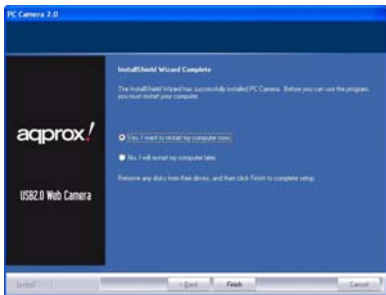 PC Camera 2.0
InstallShield Wizard Complete
The InstallShield Wizard has successfully installed PC Camera. Before you can use the program,
you must restart your computer.
aqprox!
Yes, I want to restart my computer now.
No, I will restart my computer later.
Remove any disks from their drives, and then click Finish to complete setup.
USB2.0 Web Camera
InstallShield
< Back
Finish
Cancel